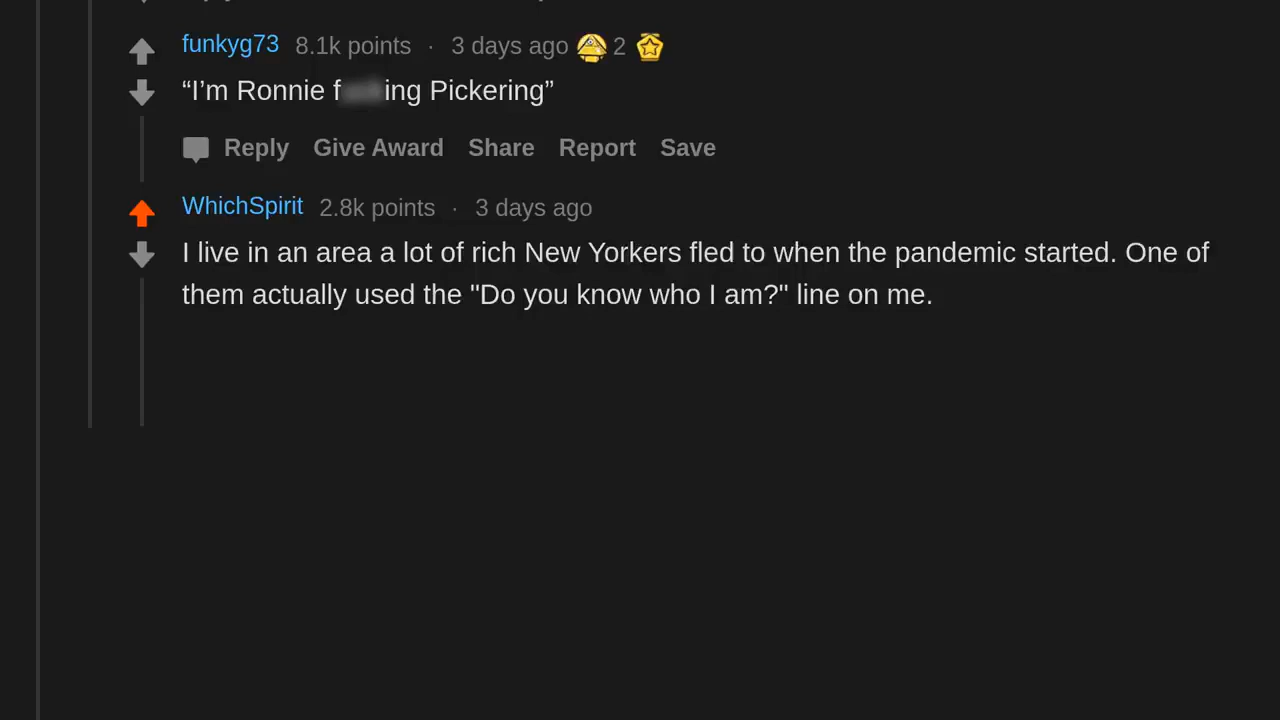 funkyg73 8.1k points · 3 days ago 2
“I’m Ronnie f ing Pickering”
Reply Give Award Share Report Save
WhichSpirit 2.8k points · 3 days ago
I live in an area a lot of rich New Yorkers fled to when the pandemic started. One of
them actually used the "Do you know who I am?" line on me.